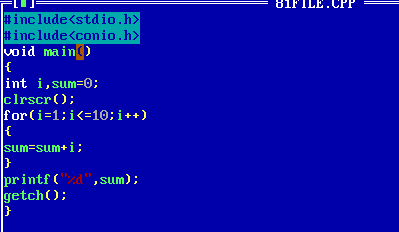 81FILE.CPP
#include<stdio.h>
#include<conio.h>
void main()
{
int i,sum=0;
clrscr();
for(i=1;i<=10;i++)
{
sum=sum+i;
}
printf("%d",sum);
getch();
}